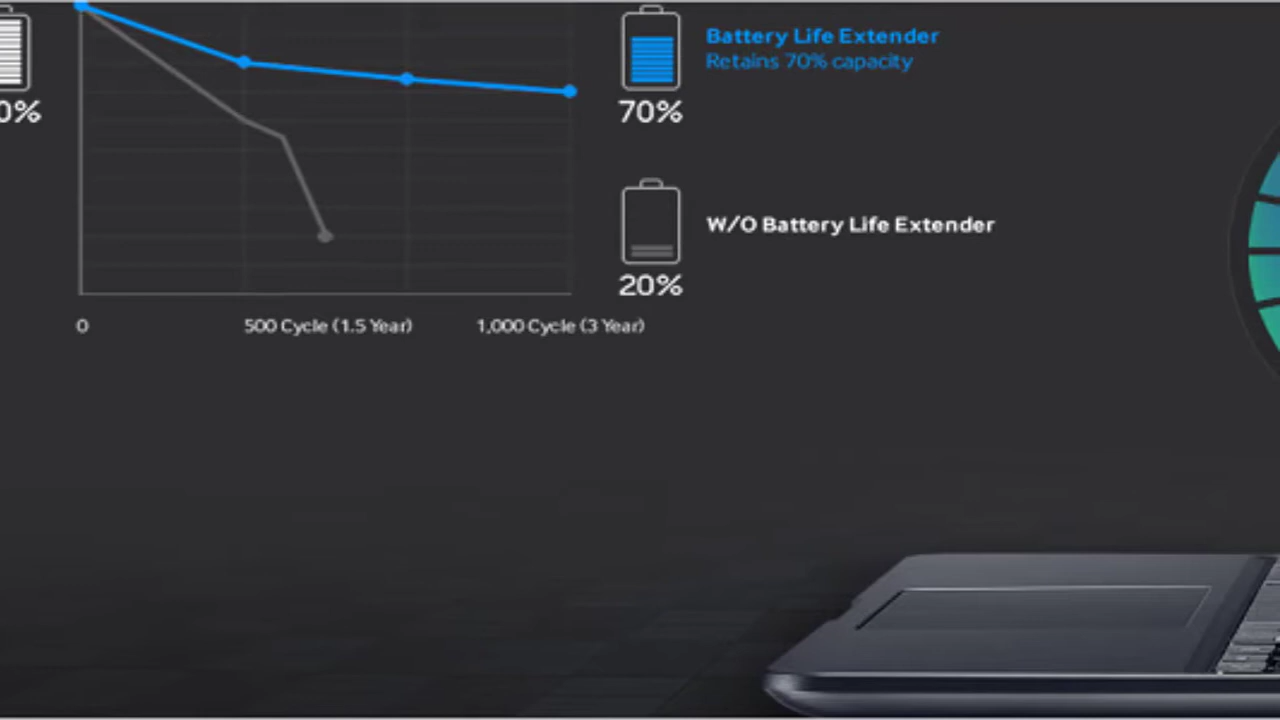 Battery Life Extender
Retains 70% capacity
0%
70%
W/O Battery Life Extender
20%
0
500 Cycle (1.5 Year)
1,000 Cycle (3 Year)